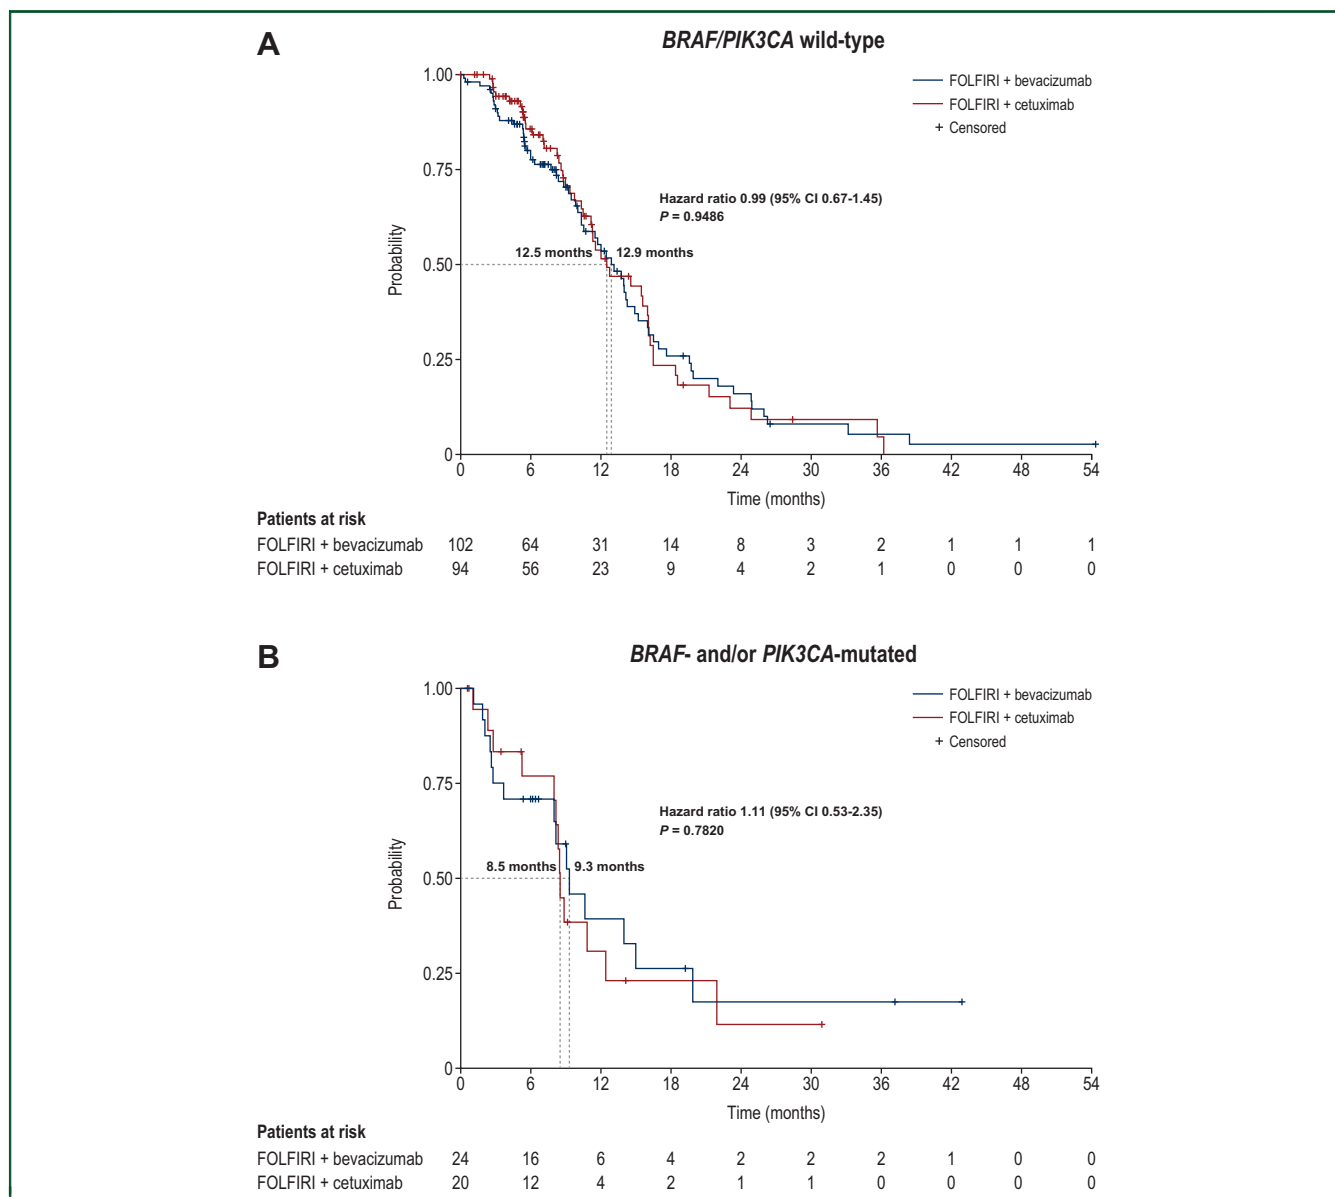 A
BRAF/PIK3CA wild-type
1.00
0.75
0.50
0.25
0
Probability
FOLFIRI + bevacizumab
FOLFIRI + cetuximab
+ Censored
Hazard ratio 0.99 (95% CI 0.67-1.45)
P = 0.9486
12.5 months 12.9 months
0 6 12 18 24 30 36 42 48 54
Time (months)
Patients at risk
FOLFIRI + bevacizumab 102 64 31 14 8 3 2 1 1 1
FOLFIRI + cetuximab 94 56 23 9 4 2 1 0 0 0
B
BRAF- and/or PIK3CA-mutated
1.00
0.75
0.50
0.25
0
Probability
FOLFIRI + bevacizumab
FOLFIRI + cetuximab
+ Censored
Hazard ratio 1.11 (95% CI 0.53-2.35)
P = 0.7820
8.5 months 9.3 months
0 6 12 18 24 30 36 42 48 54
Time (months)
Patients at risk
FOLFIRI + bevacizumab 24 16 6 4 2 2 2 1 0 0
FOLFIRI + cetuximab 20 12 4 2 1 1 0 0 0 0